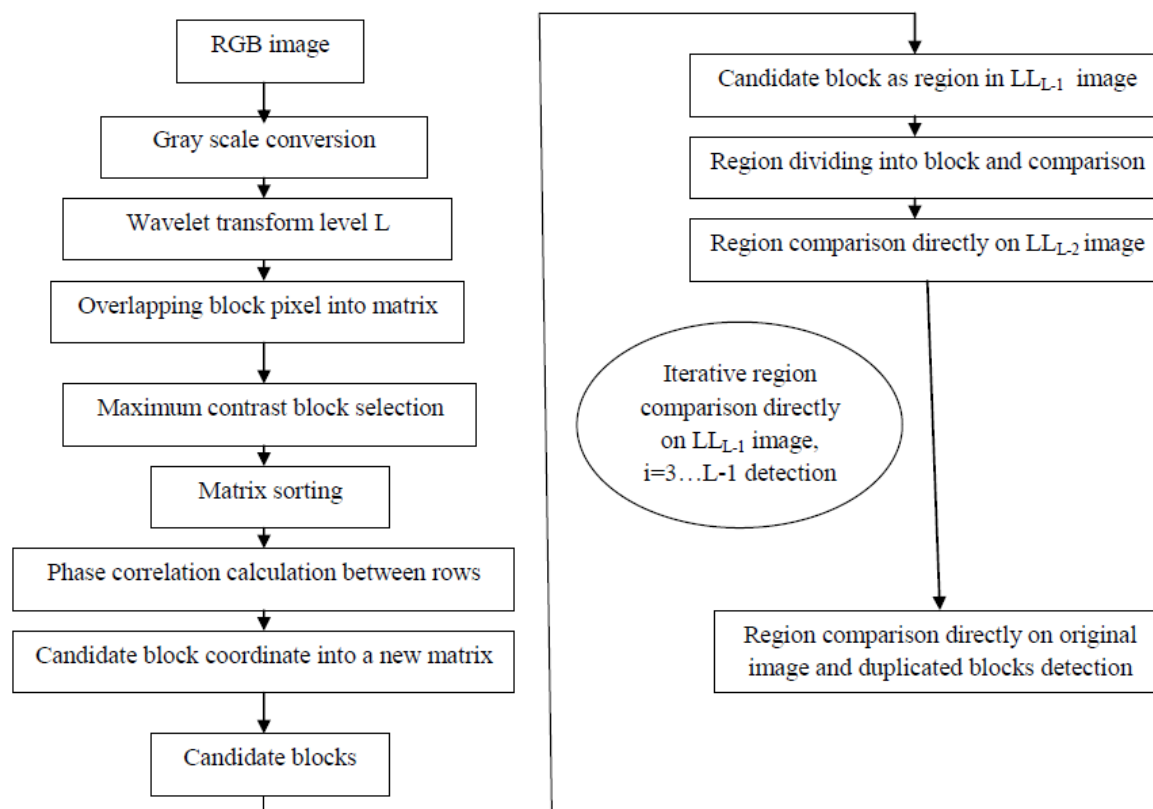 RGB image
Gray scale conversion
Wavelet transform level L
Overlapping block pixel into matrix
Maximum contrast block selection
Matrix sorting
Phase correlation calculation between rows
Candidate block coordinate into a new matrix
Candidate blocks
Candidate block as region in LL_L-1 image
Region dividing into block and comparison
Region comparison directly on LL_L-2 image
Iterative region
comparison directly
on LL_L-1 image,
i=3…L-1 detection
Region comparison directly on original
image and duplicated blocks detection